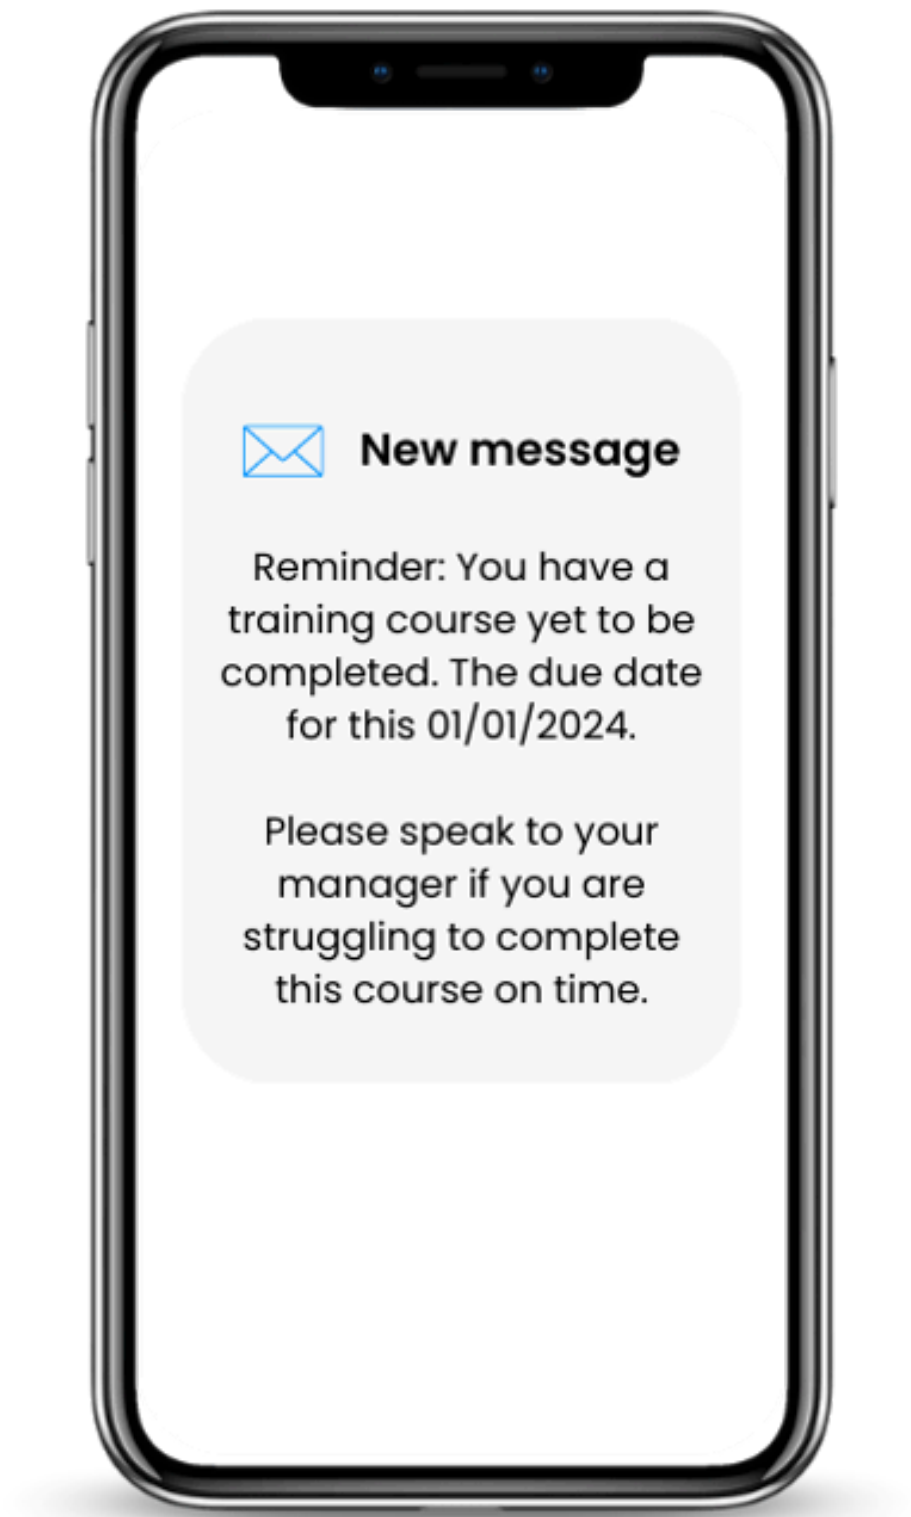 New message
Reminder: You have a
training course yet to be
completed. The due date
for this 01/01/2024.
Please speak to your
manager if you are
struggling to complete
this course on time.